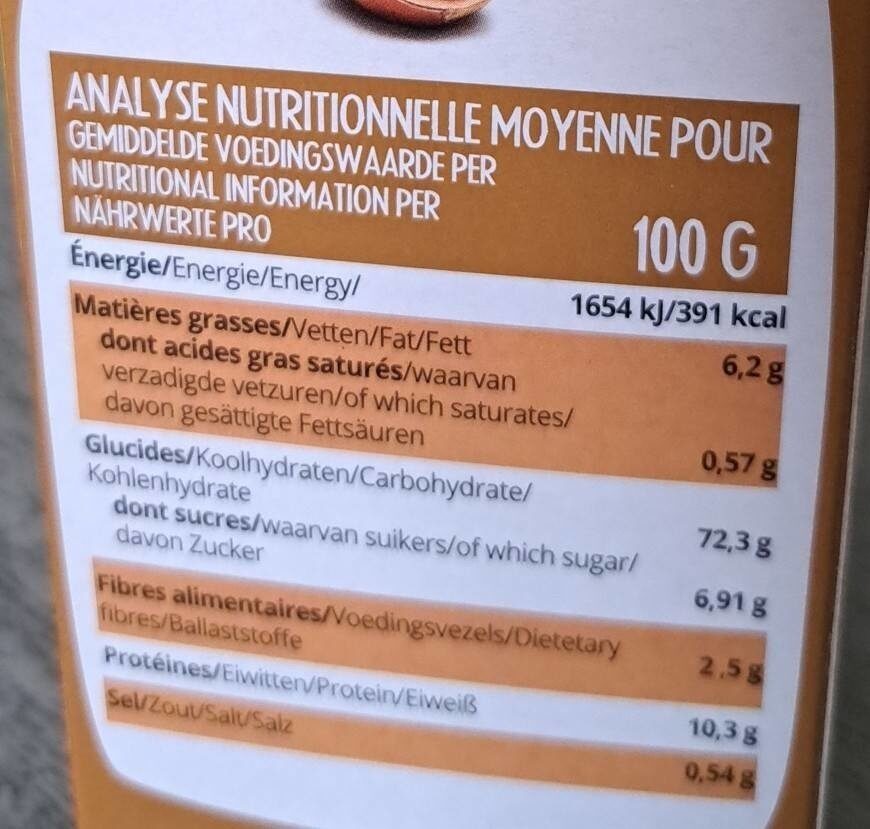 ANALYSE NUTRITIONNELLE MOYENNE POUR
GEMIDDELDE VOEDINGSWAARDE PER
NUTRITIONAL INFORMATION PER
NÄHRWERTE PRO
100 G
Énergie/Energie/Energy/
1654 kJ/391 kcal
Matières grasses/Vetten/Fat/Fett
6,2 g
dont acides gras saturés/waarvan
verzadigde vetzuren/of which saturates/
davon gesättigte Fettsäuren
0,57 g
Glucides/Koolhydraten/Carbohydrate/
Kohlenhydrate
72,3 g
dont sucres/waarvan suikers/of which sugar/
davon Zucker
6,91 g
Fibres alimentaires/Voedingsvezels/Dietetary
fibres/Ballaststoffe
2.5 g
Protéines/Eiwitten/Protein/Eiweiß
10,3 g
Sel/Zout/Salt/Salz
0,54 g